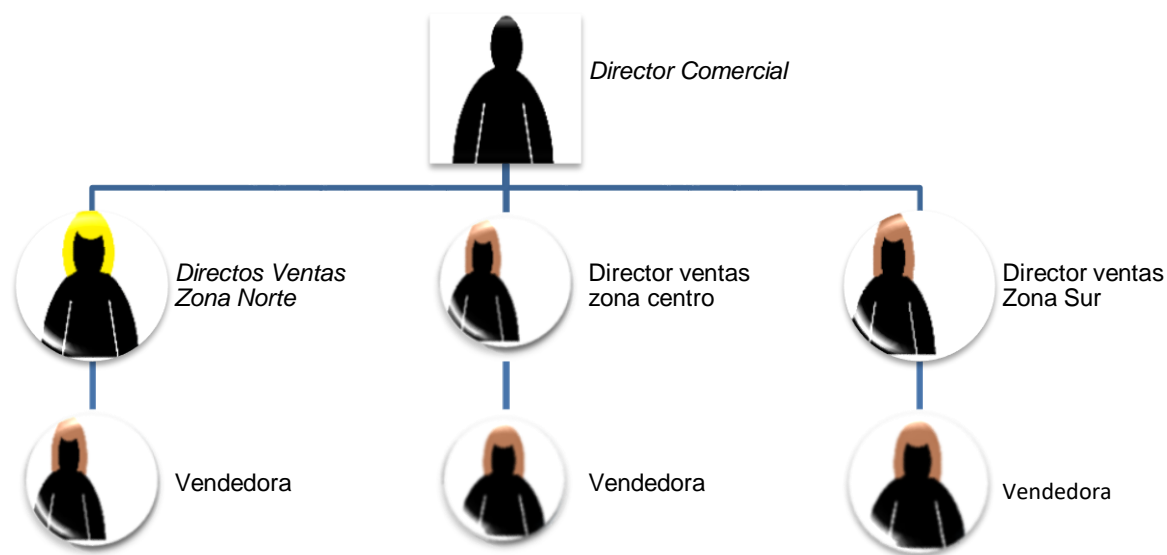 Director Comercial
Directos Ventas
Zona Norte
Director ventas
zona centro
Director ventas
Zona Sur
Vendedora
Vendedora
Vendedora